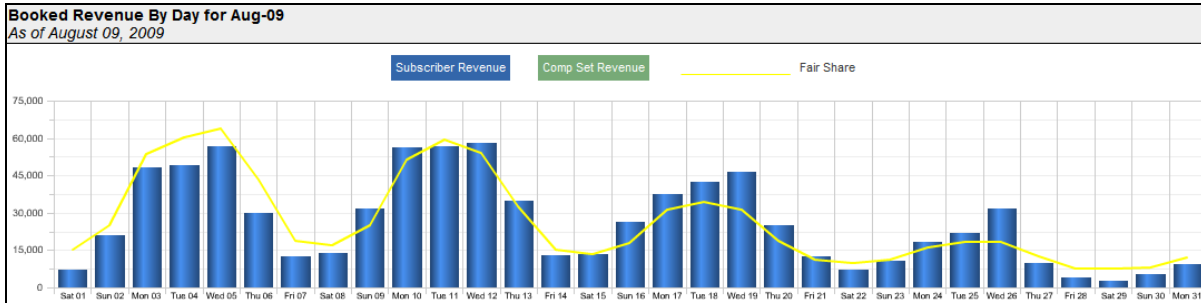 Booked Revenue By Day for Aug-09
As of August 09, 2009
Subscriber Revenue Comp Set Revenue Fair Share
75,000
60,000
45,000
30,000
15,000
0
Sat 01 Sun 02 Mon 03 Tue 04 Wed 05 Thu 06 Fri 07 Sat 08 Sun 09 Mon 10 Tue 11 Wed 12 Thu 13 Fri 14 Sat 15 Sun 16 Mon 17 Tue 18 Wed 19 Thu 20 Fri 21 Sat 22 Sun 23 Mon 24 Tue 25 Wed 26 Thu 27 Fri 28 Sat 29 Sun 30 Mon 31